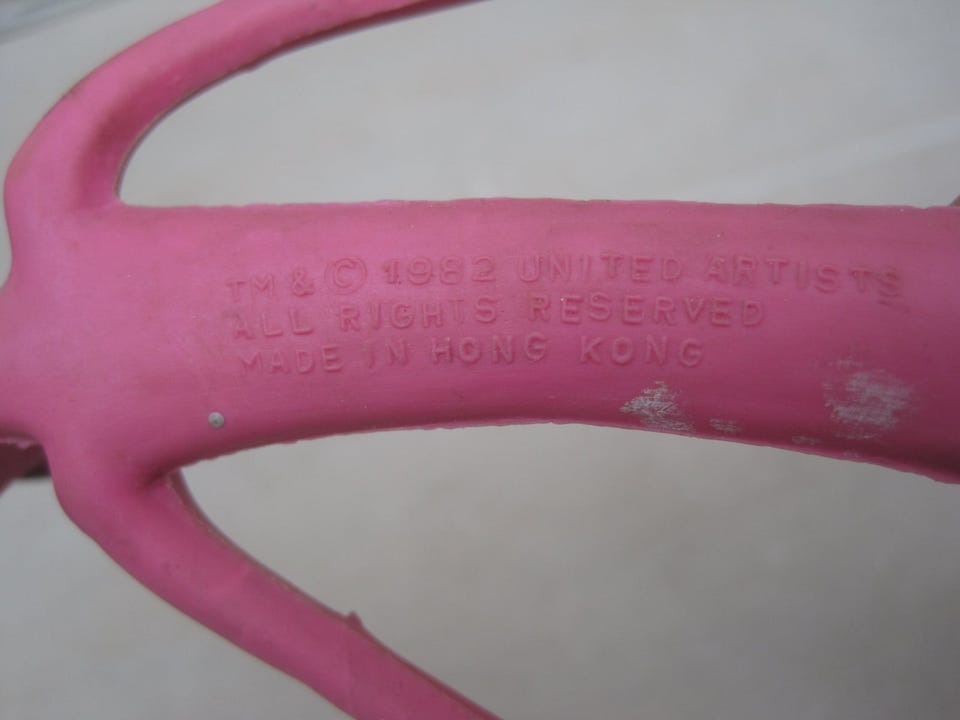 TM & © 1982 UNITED ARTISTS
ALL RIGHTS RESERVED
MADE IN HONG KONG